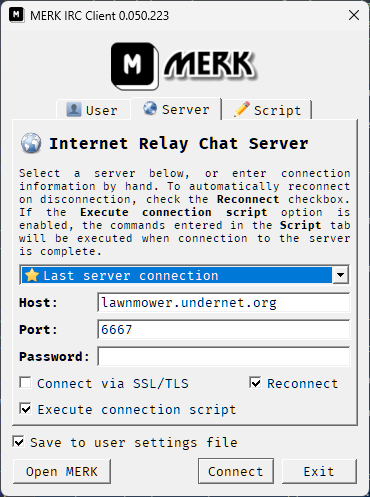 MERK IRC Client 0.050.223
M MERK
User Server Script
Internet Relay Chat Server
Select a server below, or enter connection
information by hand. To automatically reconnect
on disconnection, check the Reconnect checkbox.
If the Execute connection script option is
enabled, the commands entered in the Script tab
will be executed when connection to the server
is complete.
Last server connection
Host: lawnmower.undernet.org
Port: 6667
Password:
Connect via SSL/TLS Reconnect
Execute connection script
Save to user settings file
Open MERK Connect Exit